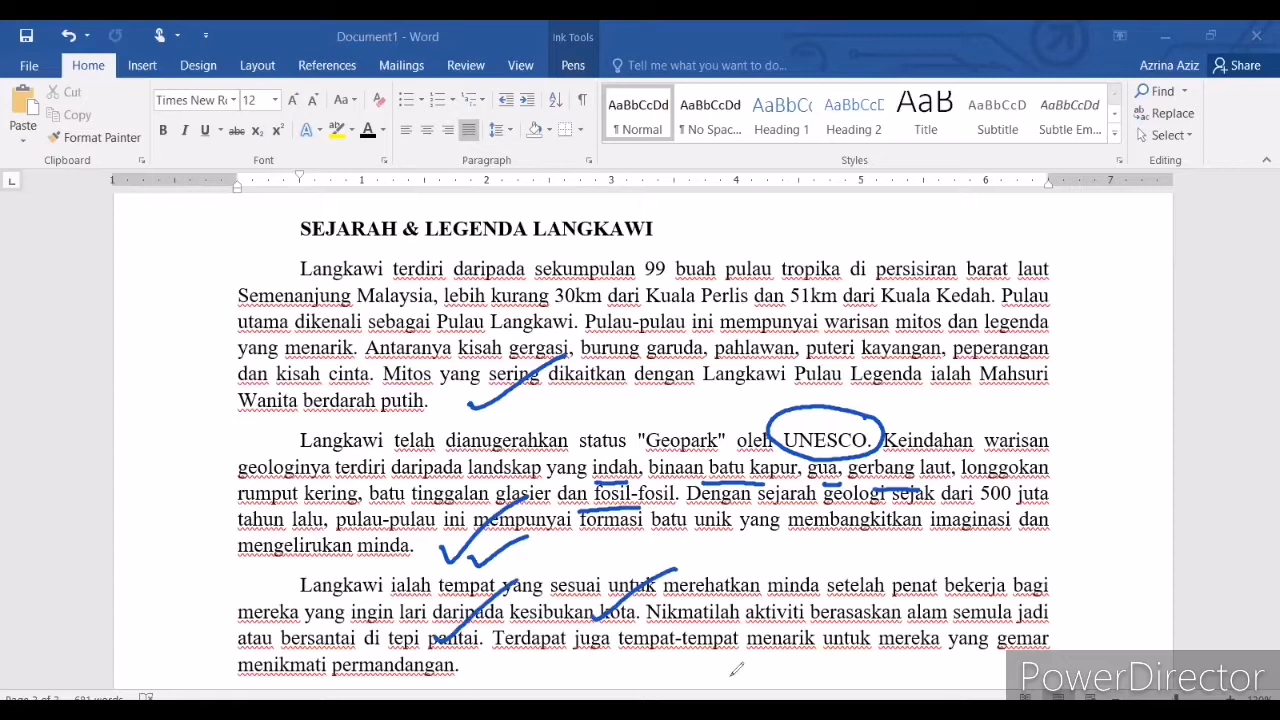 Document1 - Word
Ink Tools
File Home Insert Design Layout References Mailings Review View Pens Tell me what you want to do... Azrina Aziz Share
Paste Cut Copy Format Painter
Clipboard
Times New Ro 12
Font
Paragraph
AaBbCcDd AaBbCcDd AaBbCc AaBbCcD AaB AaBbCcD AaBbCcDd
¶ Normal ¶ No Spac... Heading 1 Heading 2 Title Subtitle Subtle Em...
Styles
Find
Replace
Select
Editing
1 1 2 3 4 5 6 7
SEJARAH & LEGENDA LANGKAWI
Langkawi terdiri daripada sekumpulan 99 buah pulau tropika di persisiran barat laut
Semenanjung Malaysia, lebih kurang 30km dari Kuala Perlis dan 51km dari Kuala Kedah. Pulau
utama dikenali sebagai Pulau Langkawi. Pulau-pulau ini mempunyai warisan mitos dan legenda
yang menarik. Antaranya kisah gergasi, burung garuda, pahlawan, puteri kayangan, peperangan
dan kisah cinta. Mitos yang sering dikaitkan dengan Langkawi Pulau Legenda ialah Mahsuri
Wanita berdarah putih.
Langkawi telah dianugerahkan status "Geopark" oleh UNESCO. Keindahan warisan
geologinya terdiri daripada landskap yang indah, binaan batu kapur, gua, gerbang laut, longgokan
rumput kering, batu tinggalan glasier dan fosil-fosil. Dengan sejarah geologi sejak dari 500 juta
tahun lalu, pulau-pulau ini mempunyai formasi batu unik yang membangkitkan imaginasi dan
mengelirukan minda.
Langkawi ialah tempat yang sesuai untuk merehatkan minda setelah penat bekerja bagi
mereka yang ingin lari daripada kesibukan kota. Nikmatilah aktiviti berasaskan alam semula jadi
atau bersantai di tepi pantai. Terdapat juga tempat-tempat menarik untuk mereka yang gemar
menikmati permandangan.
PowerDirector